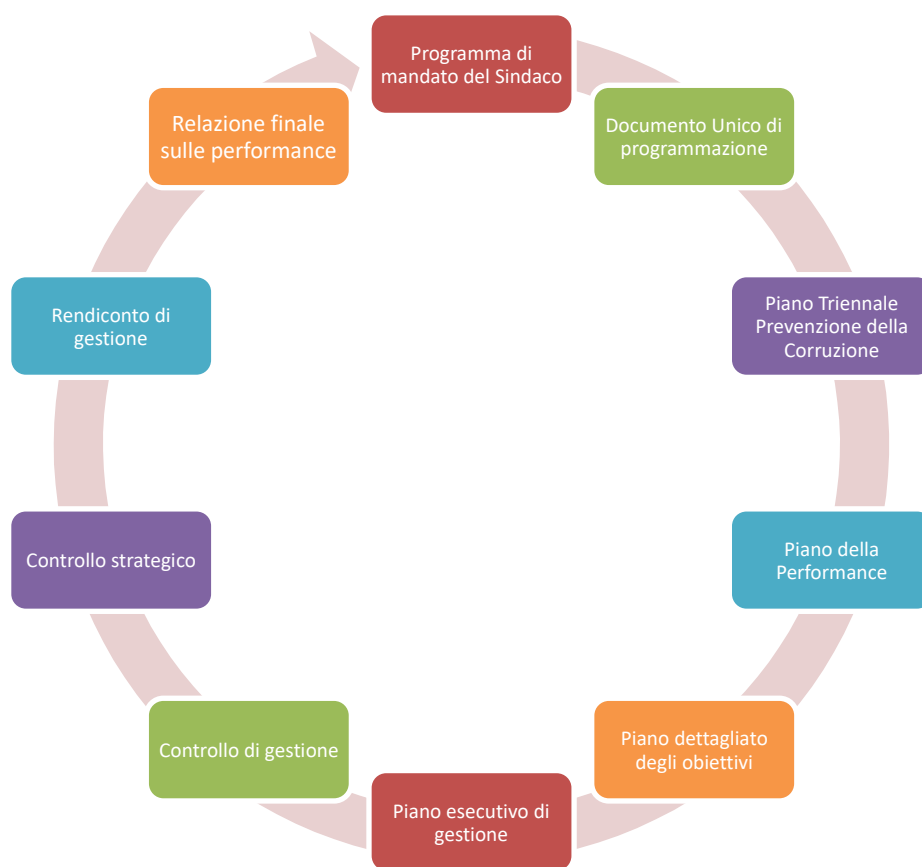 Programma di
mandato del Sindaco
Documento Unico di
programmazione
Piano Triennale
Prevenzione della
Corruzione
Piano della
Performance
Piano dettagliato
degli obiettivi
Piano esecutivo di
gestione
Controllo di gestione
Controllo strategico
Rendiconto di
gestione
Relazione finale
sulle performance